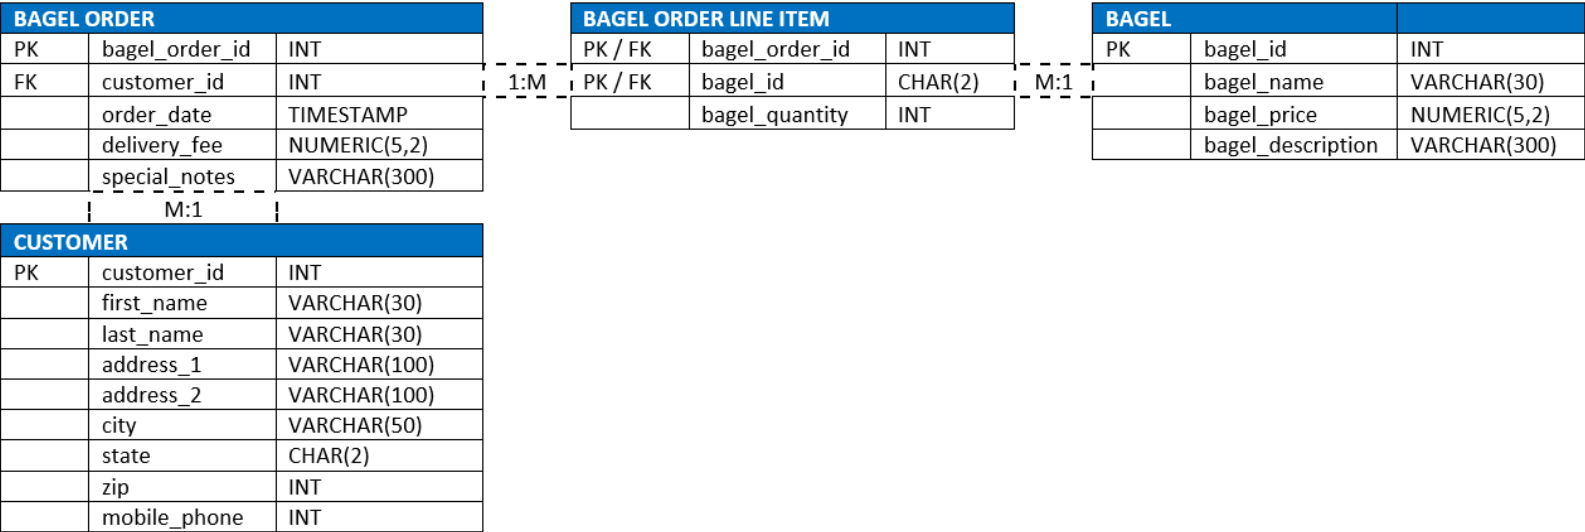 BAGEL ORDER
PK bagel_order_id INT
FK customer_id INT
order_date TIMESTAMP
delivery_fee NUMERIC(5,2)
special_notes VARCHAR(300)
1:M
BAGEL ORDER LINE ITEM
PK / FK bagel_order_id INT
PK / FK bagel_id CHAR(2)
bagel_quantity INT
M:1
BAGEL
PK bagel_id INT
bagel_name VARCHAR(30)
bagel_price NUMERIC(5,2)
bagel_description VARCHAR(300)
M:1
CUSTOMER
PK customer_id INT
first_name VARCHAR(30)
last_name VARCHAR(30)
address_1 VARCHAR(100)
address_2 VARCHAR(100)
city VARCHAR(50)
state CHAR(2)
zip INT
mobile_phone INT